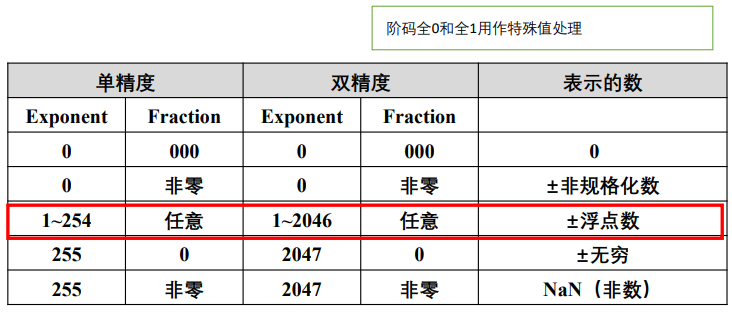 阶码全0和全1用作特殊值处理
单精度 双精度 表示的数
Exponent Fraction Exponent Fraction
0 000 0 000 0
0 非零 0 非零 ±非规格化数
1~254 任意 1~2046 任意 ±浮点数
255 0 2047 0 ±无穷
255 非零 2047 非零 NaN（非数）